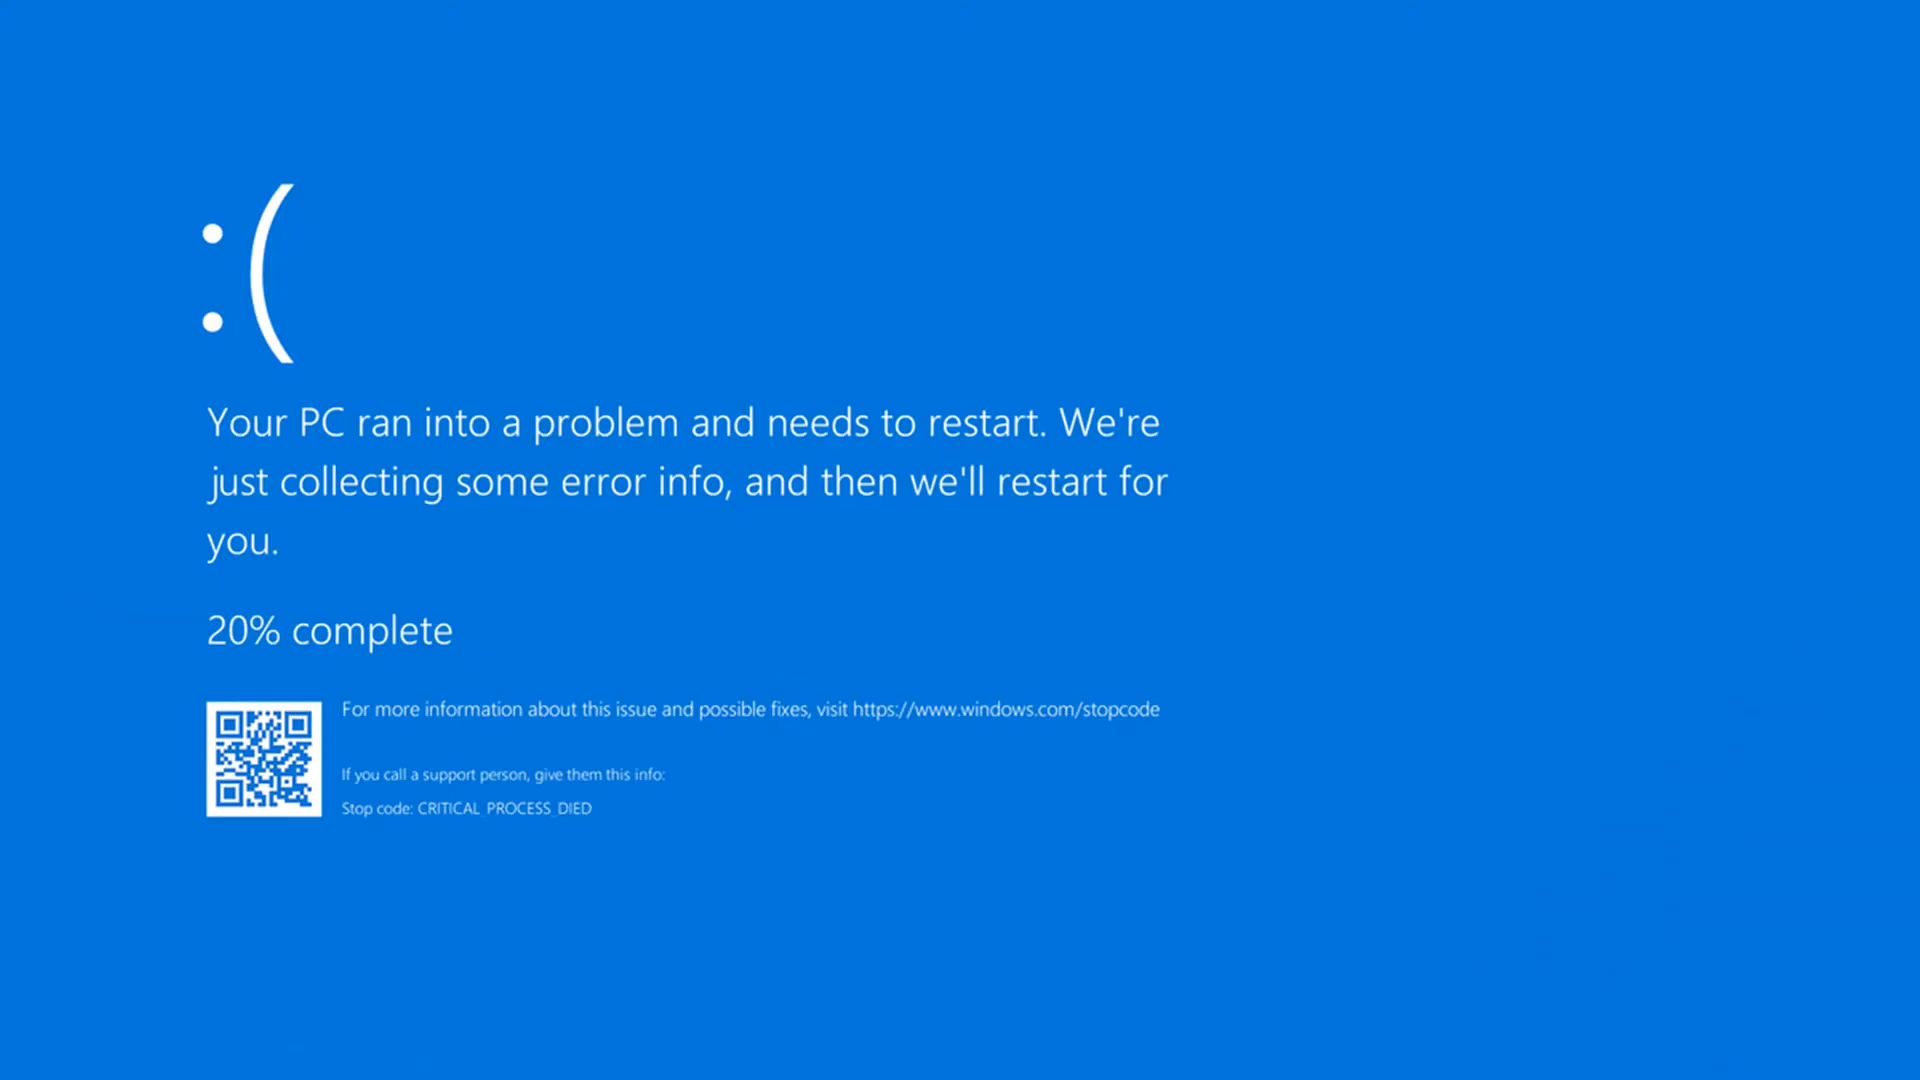 :(
Your PC ran into a problem and needs to restart. We're
just collecting some error info, and then we'll restart for
you.
20% complete
For more information about this issue and possible fixes, visit https://www.windows.com/stopcode
If you call a support person, give them this info:
Stop code: CRITICAL_PROCESS_DIED